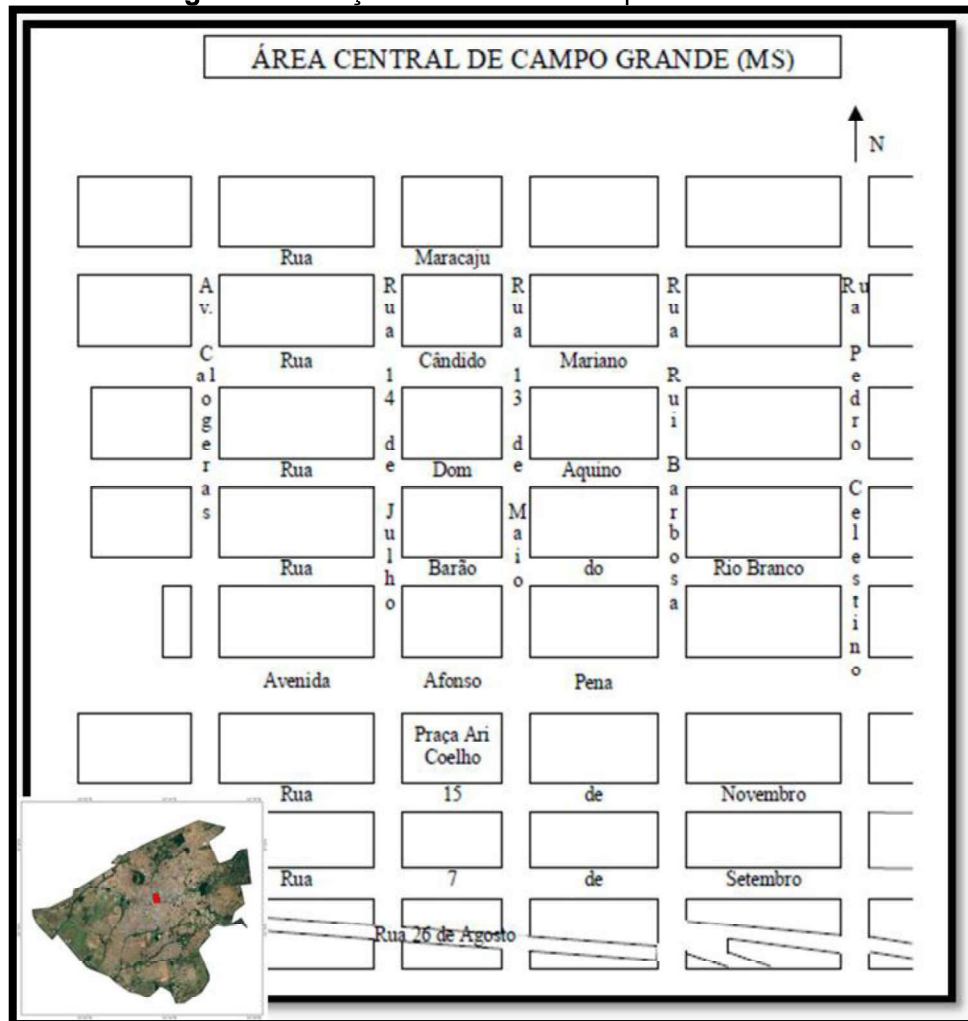 ÁREA CENTRAL DE CAMPO GRANDE (MS)
N
Rua Maracaju
Av. Calogeras
Rua 14 de Julho
Rua 13 de Maio
Rua Rui Barbosa
Rua Pedro Celestino
Rua Cândido Mariano
Rua Dom Aquino
Rua Barão do Rio Branco
Avenida Afonso Pena
Praça Ari
Coelho
Rua 15 de Novembro
Rua 7 de Setembro
Rua 26 de Agosto